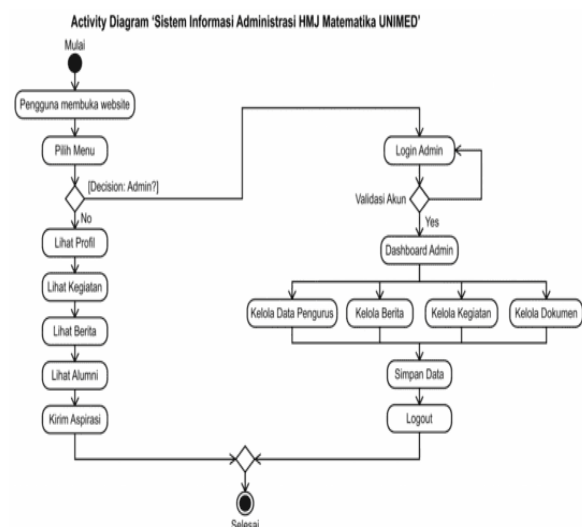 Activity Diagram ‘Sistem Informasi Administrasi HMJ Matematika UNIMED’
Mulai
Pengguna membuka website
Pilih Menu
[Decision: Admin?]
No
Lihat Profil
Lihat Kegiatan
Lihat Berita
Lihat Alumni
Kirim Aspirasi
Login Admin
Validasi Akun
Yes
Dashboard Admin
Kelola Data Pengurus
Kelola Berita
Kelola Kegiatan
Kelola Dokumen
Simpan Data
Logout
Selesai